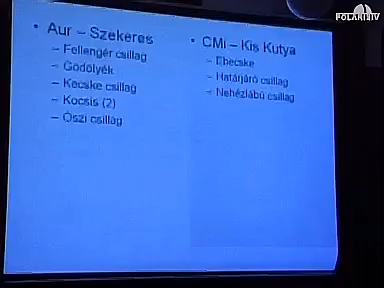 POLARIS TV
• Aur – Szekeres
– Fellengér csillag
– Gödölyék
– Kecske csillag
– Kocsis (2)
– Őszi csillag
• CMi – Kis Kutya
– Ebecske
– Határjáró csillag
– Nehézlábú csillag